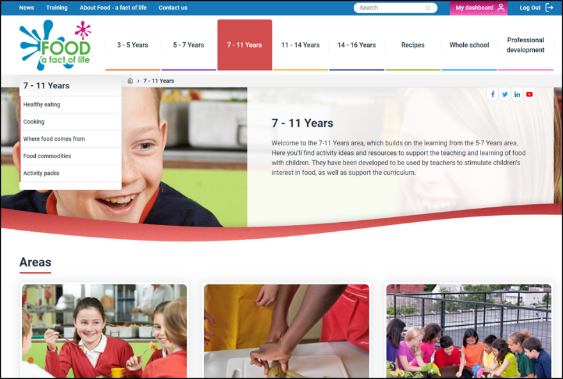 News Training About Food - a fact of life Contact us Search My dashboard Log Out
FOOD
a fact of life
3 - 5 Years 5 - 7 Years 7 - 11 Years 11 - 14 Years 14 - 16 Years Recipes Whole school Professional
development
7 - 11 Years
7 - 11 Years
Healthy eating
Cooking
Where food comes from
Food commodities
Activity packs
7 - 11 Years
Welcome to the 7-11 Years area, which builds on the learning from the 5-7 Years area.
Here you'll find activity ideas and resources to support the teaching and learning of food
with children. They have been developed to be used by teachers to stimulate children's
interest in food, as well as support the curriculum.
Areas